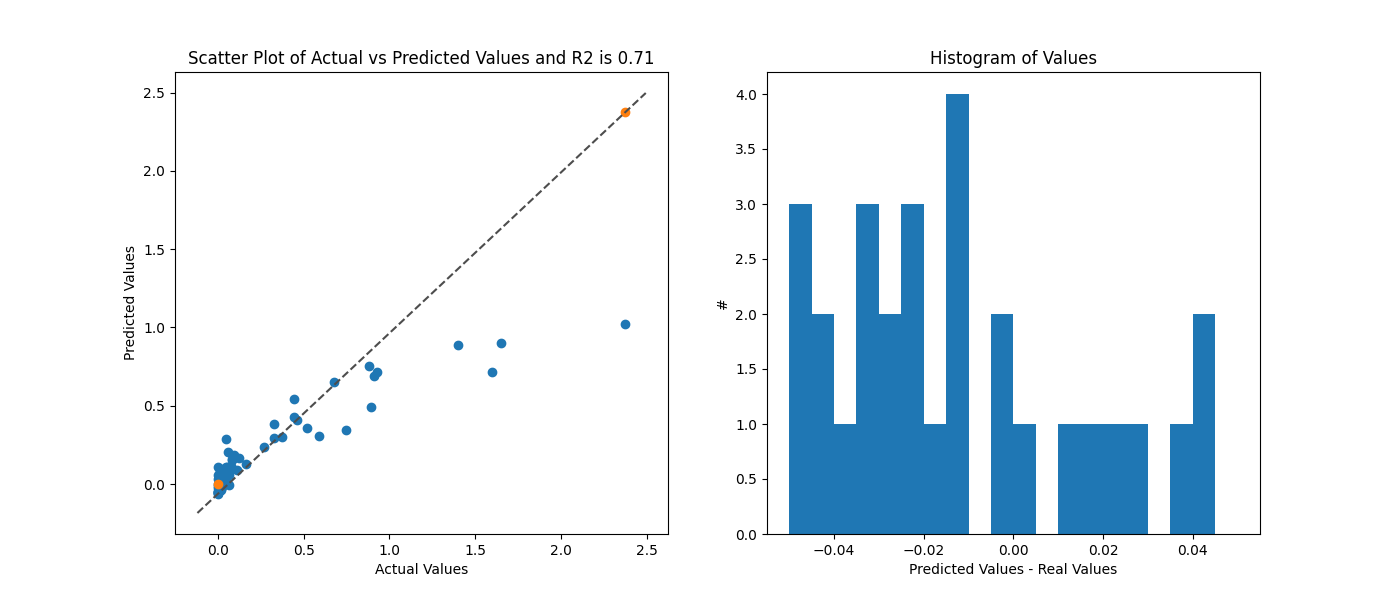 Scatter Plot of Actual vs Predicted Values and R2 is 0.71
2.5
2.0
1.5
1.0
0.5
0.0
Predicted Values
0.0 0.5 1.0 1.5 2.0 2.5
Actual Values
Histogram of Values
4.0
3.5
3.0
2.5
2.0
1.5
1.0
0.5
0.0
#
−0.04 −0.02 0.00 0.02 0.04
Predicted Values - Real Values